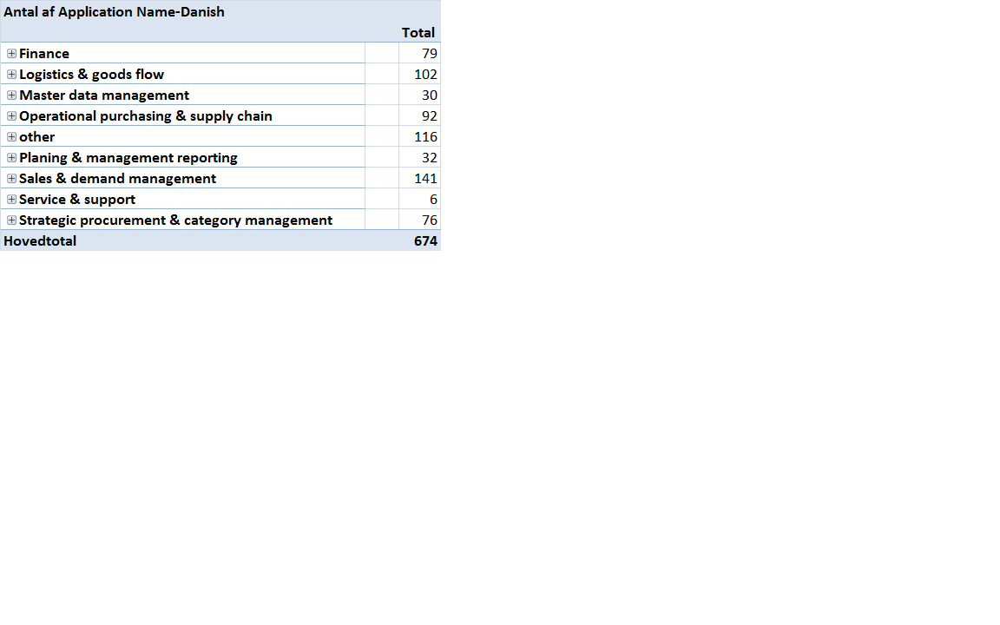 Antal af Application Name-Danish
Total
Finance 79
Logistics & goods flow 102
Master data management 30
Operational purchasing & supply chain 92
other 116
Planing & management reporting 32
Sales & demand management 141
Service & support 6
Strategic procurement & category management 76
Hovedtotal 674